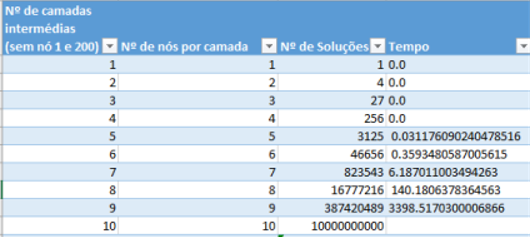 Nº de camadas
intermédias
(sem nó 1 e 200) Nº de nós por camada Nº de Soluções Tempo
1 1 1 0.0
2 2 4 0.0
3 3 27 0.0
4 4 256 0.0
5 5 3125 0.031176090240478516
6 6 46656 0.3593480587005615
7 7 823543 6.187011003494263
8 8 16777216 140.1806378364563
9 9 387420489 3398.5170300006866
10 10 10000000000